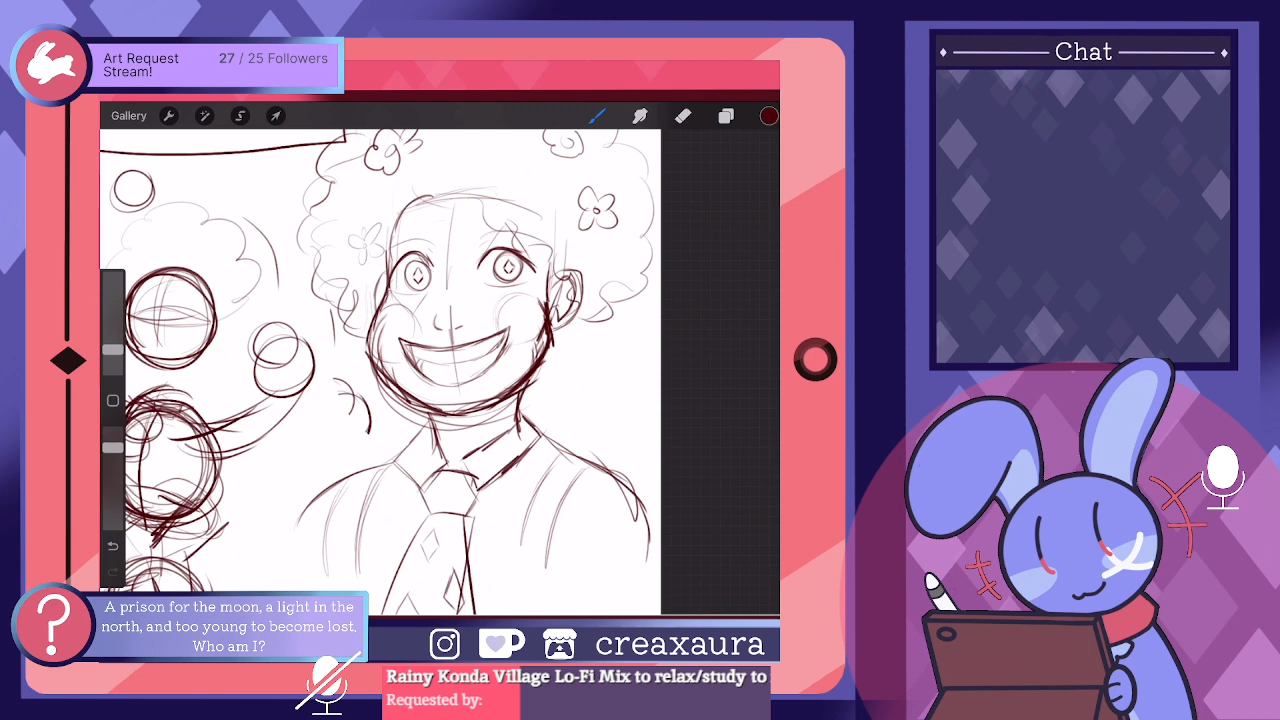 Art Request
Stream!
27 / 25 Followers
Chat
Gallery
A prison for the moon, a light in the
north, and too young to become lost.
Who am I?
creaxaura
Rainy Konda Village Lo-Fi Mix to relax/study to
Requested by: